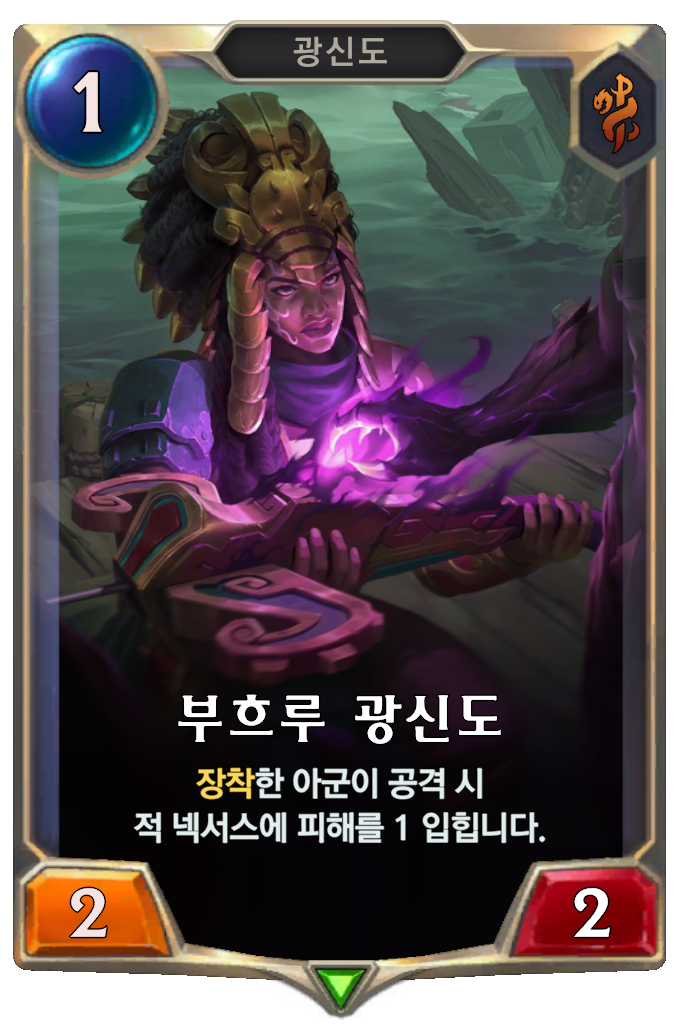 광신도
1
부흐루 광신도
장착한 아군이 공격 시
적 넥서스에 피해를 1 입힙니다.
2
2